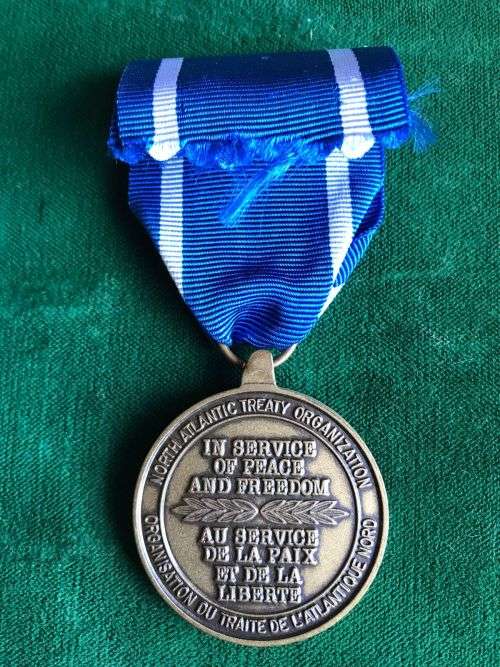 NORTH ATLANTIC TREATY ORGANIZATION
IN SERVICE
OF PEACE
AND FREEDOM
AU SERVICE
DE LA PAIX
ET DE LA
LIBERTE
ORGANISATION DU TRAITE DE L'ATLANTIQUE NORD